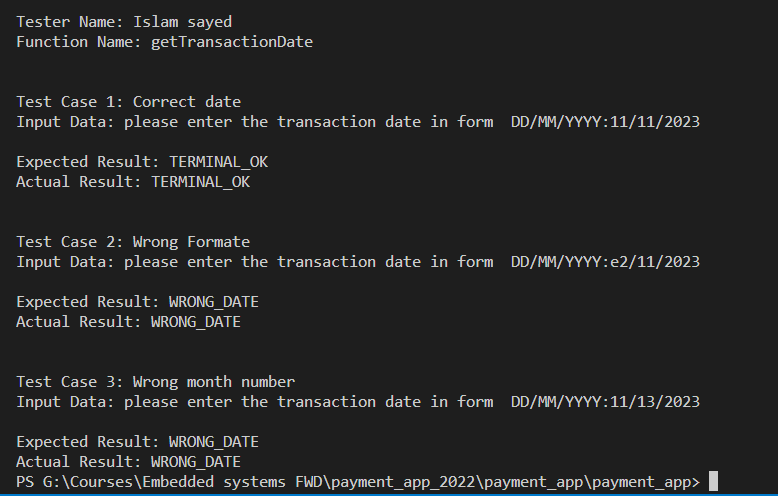 Tester Name: Islam sayed
Function Name: getTransactionDate
Test Case 1: Correct date
Input Data: please enter the transaction date in form  DD/MM/YYYY:11/11/2023
Expected Result: TERMINAL_OK
Actual Result: TERMINAL_OK
Test Case 2: Wrong Formate
Input Data: please enter the transaction date in form  DD/MM/YYYY:e2/11/2023
Expected Result: WRONG_DATE
Actual Result: WRONG_DATE
Test Case 3: Wrong month number
Input Data: please enter the transaction date in form  DD/MM/YYYY:11/13/2023
Expected Result: WRONG_DATE
Actual Result: WRONG_DATE
PS G:\Courses\Embedded systems FWD\payment_app_2022\payment_app\payment_app>